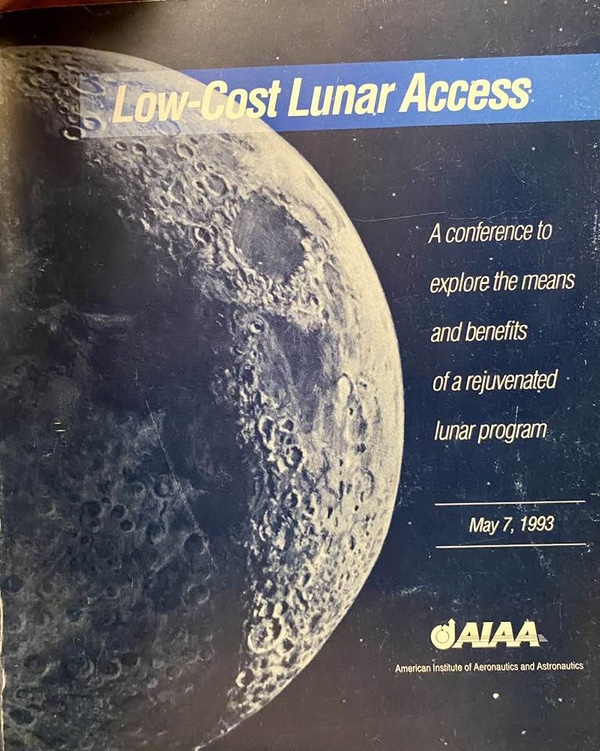 Low-Cost Lunar Access
A conference to
explore the means
and benefits
of a rejuvenated
lunar program
May 7, 1993
AIAA
American Institute of Aeronautics and Astronautics